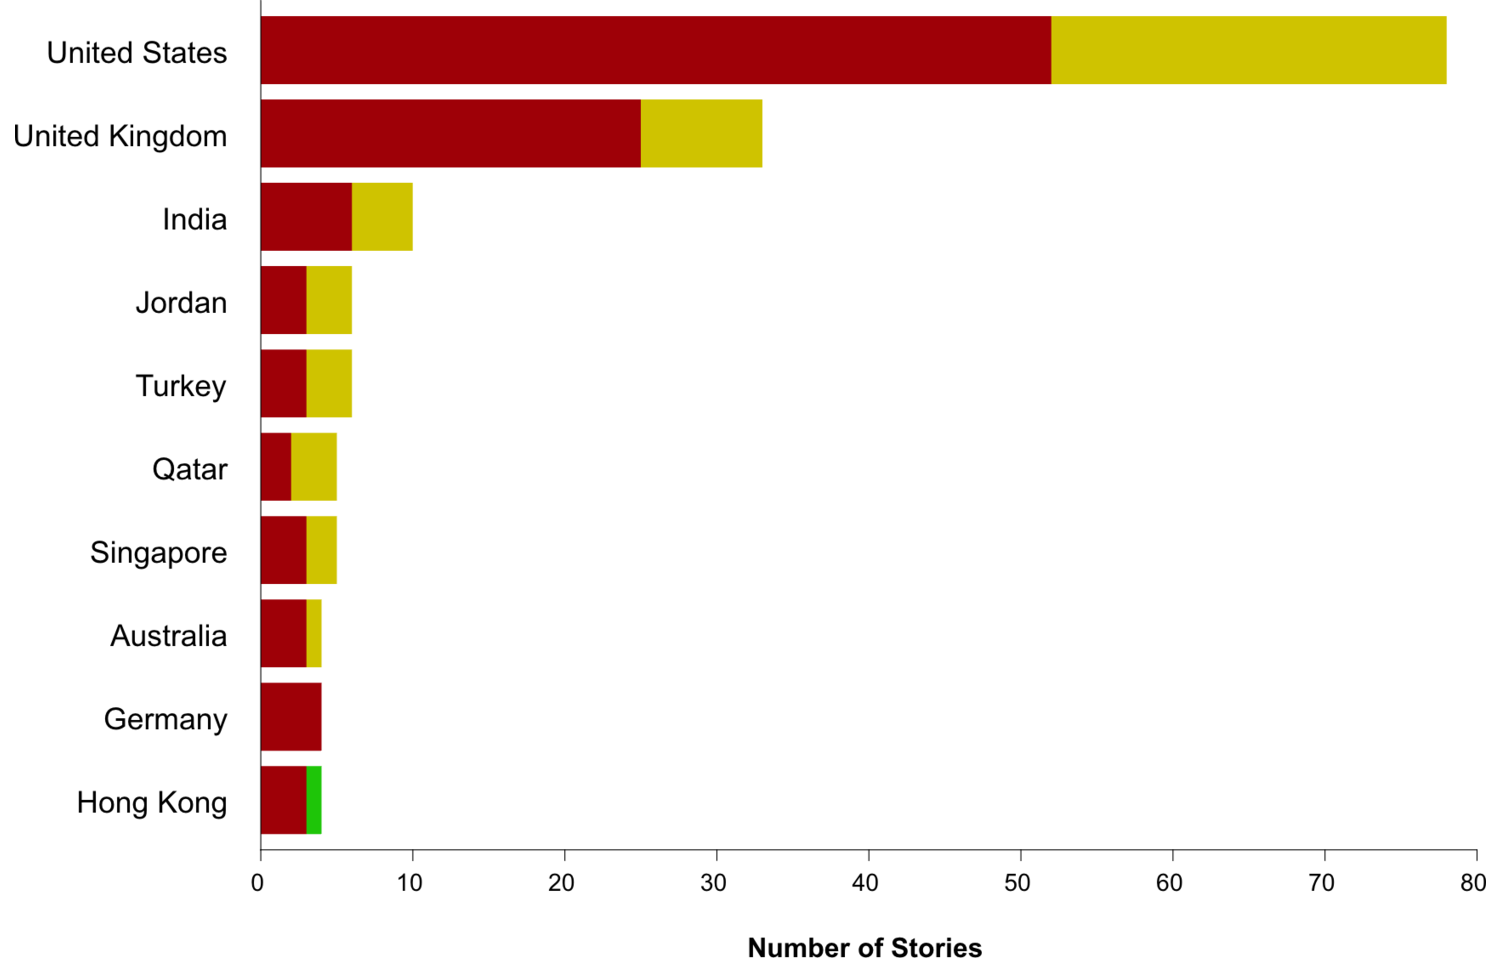 United States
United Kingdom
India
Jordan
Turkey
Qatar
Singapore
Australia
Germany
Hong Kong
0 10 20 30 40 50 60 70 80
Number of Stories